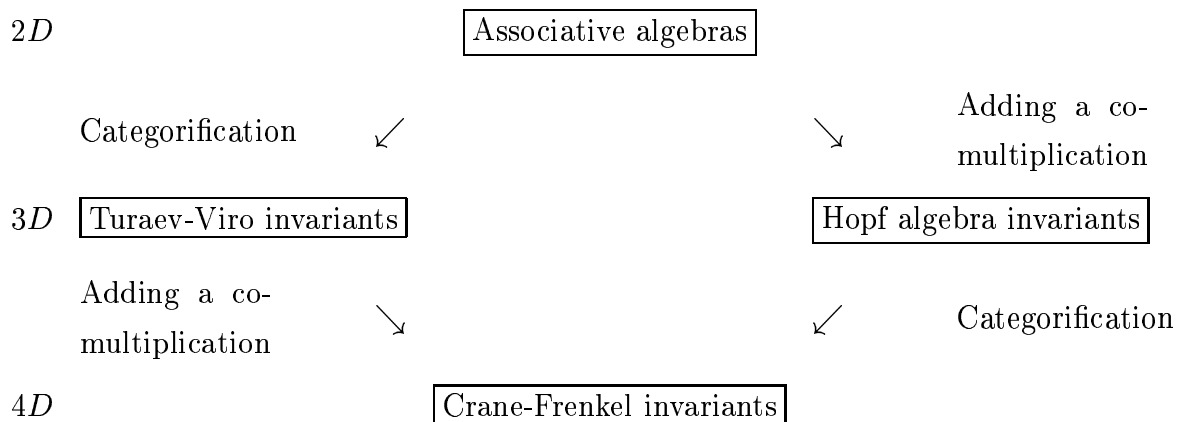 2D Associative algebras
Categorification ↙ ↘ Adding a co-
multiplication
3D Turaev-Viro invariants Hopf algebra invariants
Adding a co-
multiplication ↘ ↙ Categorification
4D Crane-Frenkel invariants